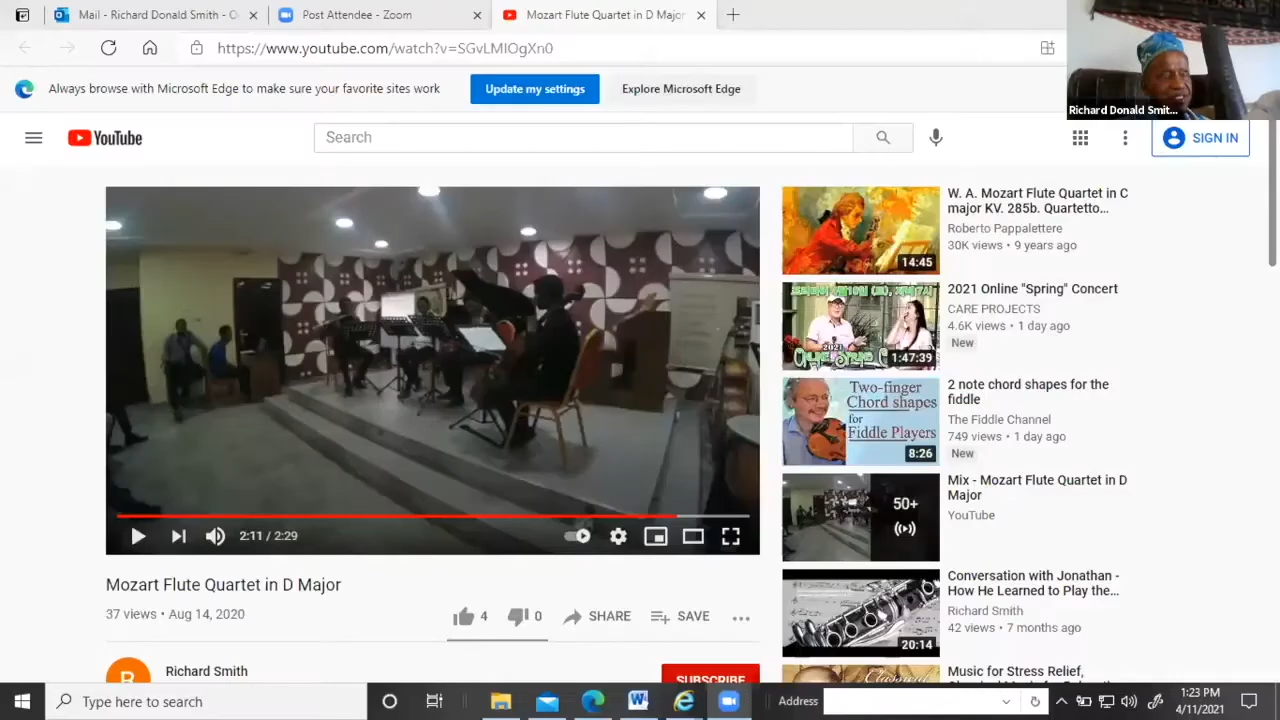 Mail - Richard Donald Smith - O
Post Attendee - Zoom
Mozart Flute Quartet in D Major
https://www.youtube.com/watch?v=SGvLMIOgXn0
Always browse with Microsoft Edge to make sure your favorite sites work
Update my settings
Explore Microsoft Edge
Richard Donald Smit...
YouTube
Search
SIGN IN
W. A. Mozart Flute Quartet in C
major KV. 285b. Quartetto...
Roberto Pappalettere
30K views • 9 years ago
14:45
2021 Online "Spring" Concert
CARE PROJECTS
4.6K views • 1 day ago
New
2021
1:47:39
2 note chord shapes for the
fiddle
The Fiddle Channel
749 views • 1 day ago
New
Two-finger
Chord shapes
for
Fiddle Players
8:26
Mix - Mozart Flute Quartet in D
Major
YouTube
50+
2:11 / 2:29
Mozart Flute Quartet in D Major
37 views • Aug 14, 2020
4
0
SHARE
SAVE
Conversation with Jonathan -
How He Learned to Play the...
Richard Smith
42 views • 7 months ago
20:14
R
Richard Smith
SUBSCRIBE
Music for Stress Relief,
Type here to search
Address
1:23 PM
4/11/2021